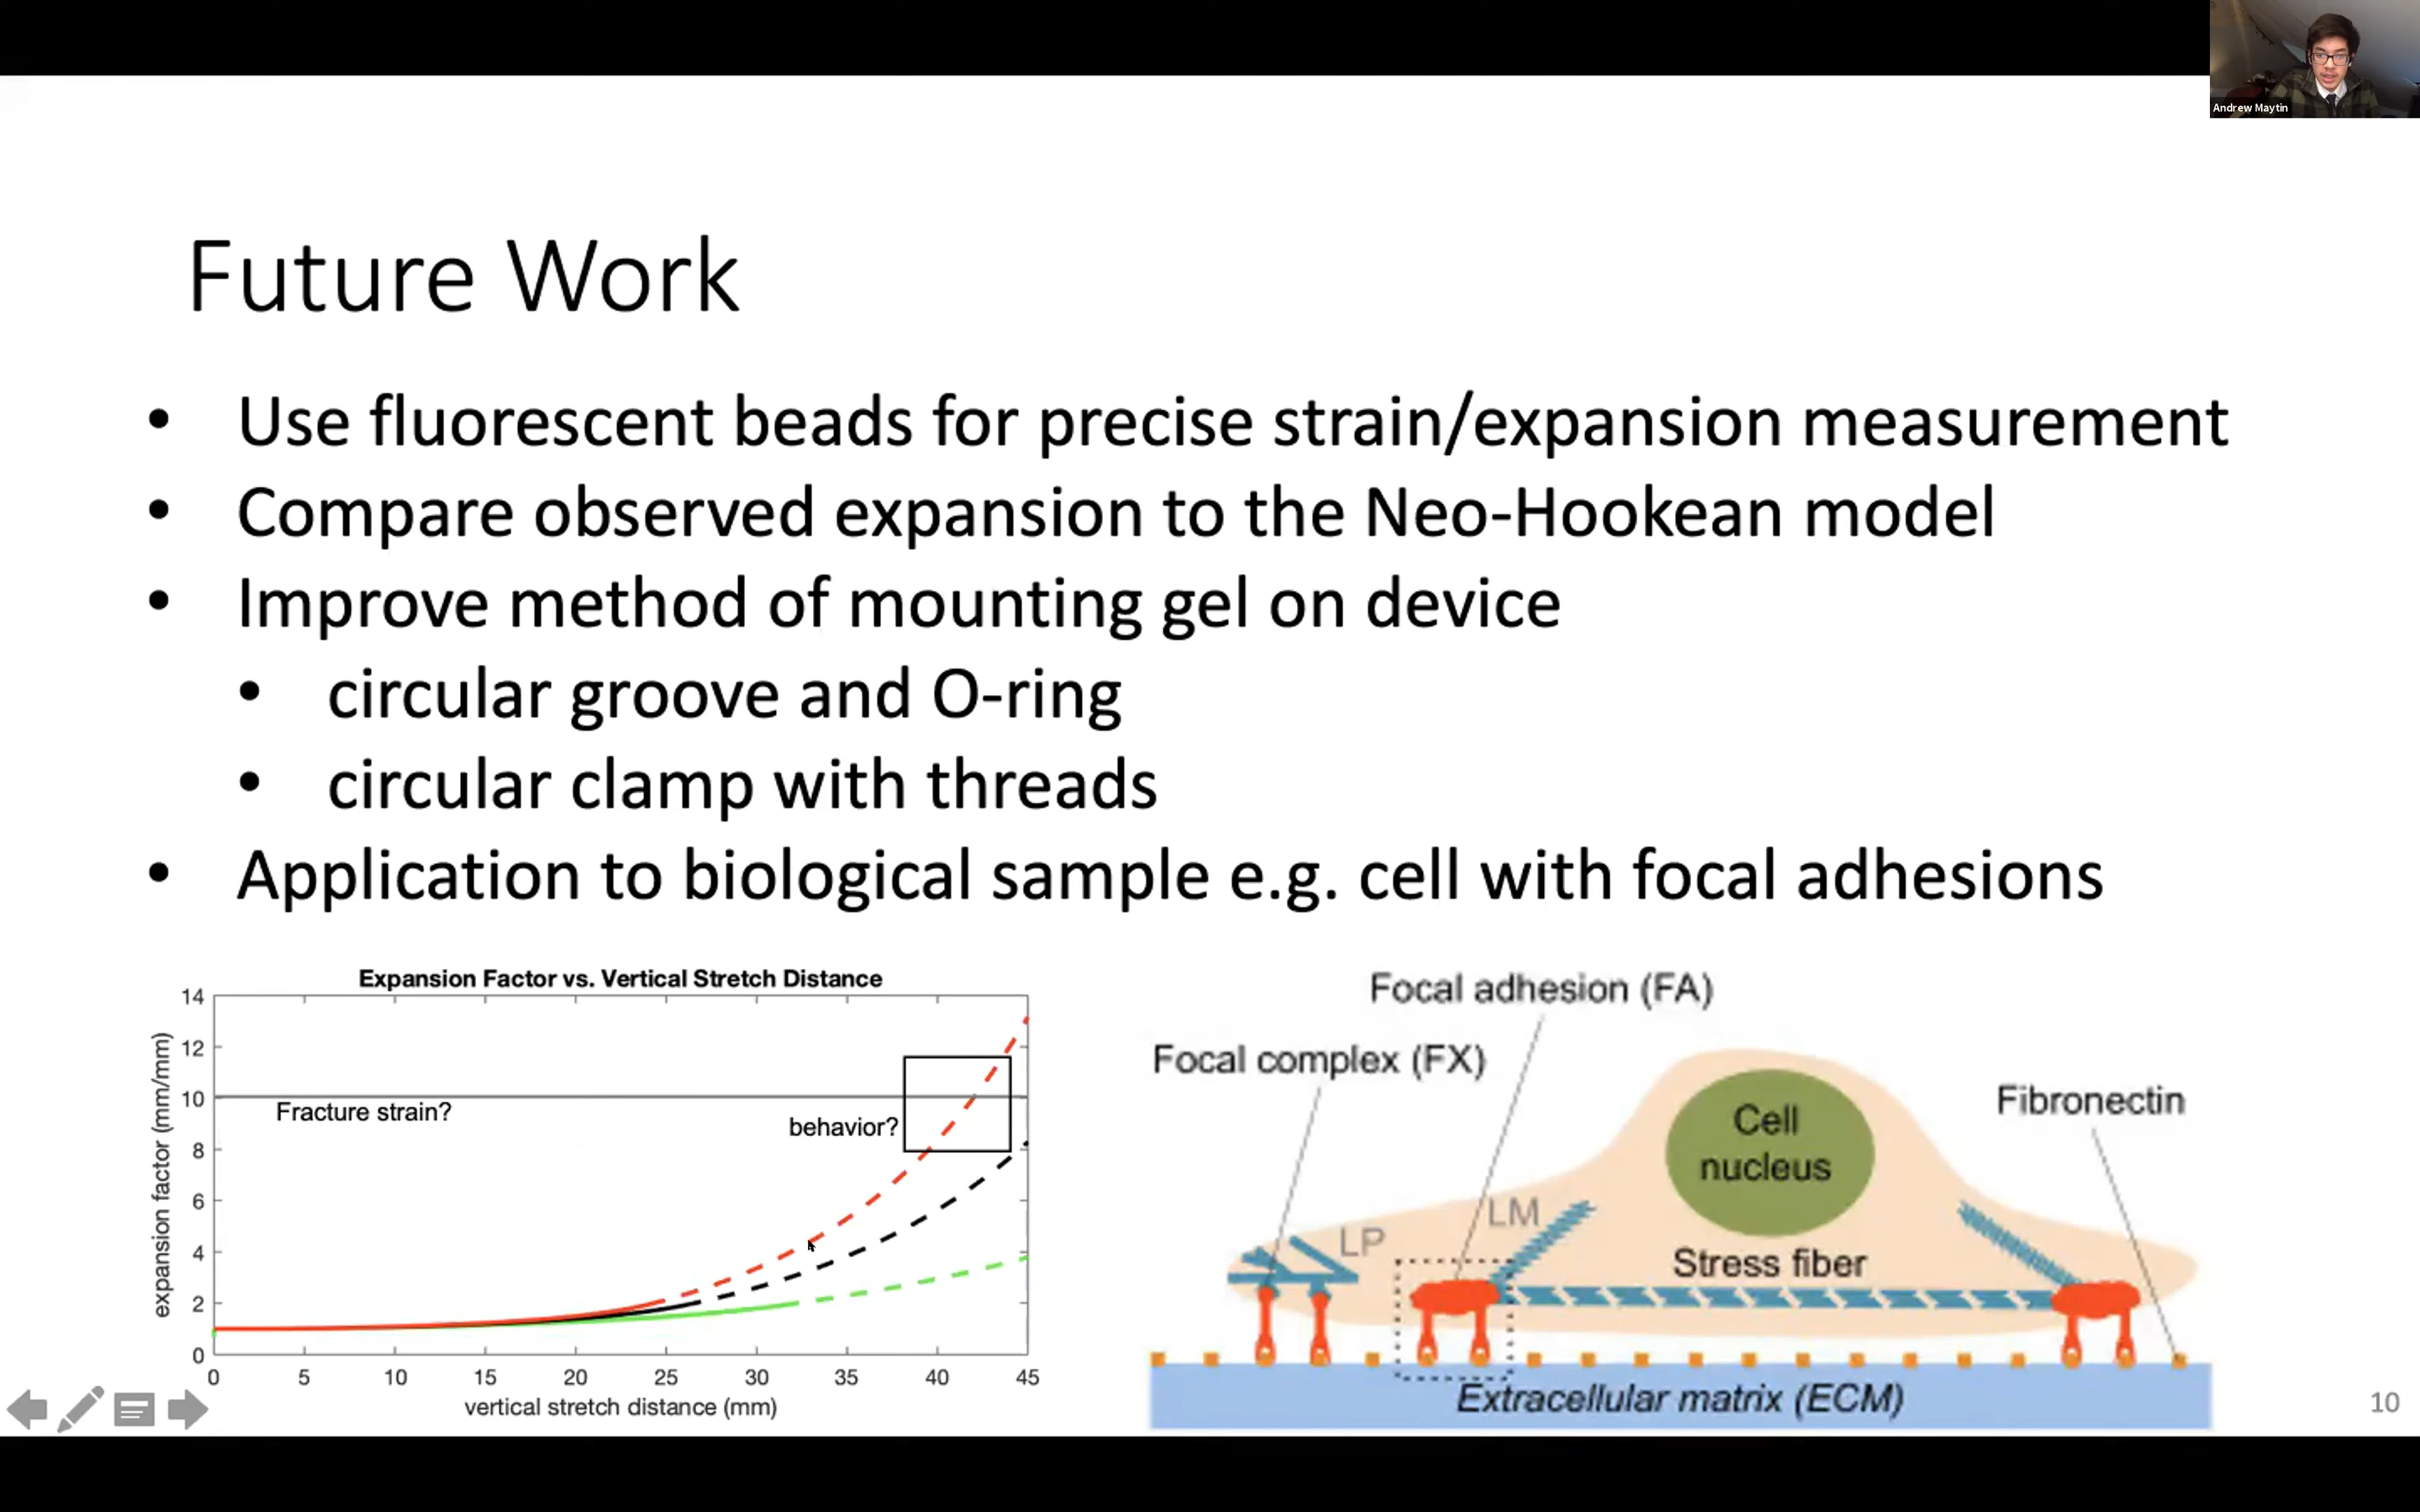 Andrew Maytin
Future Work
• Use fluorescent beads for precise strain/expansion measurement
• Compare observed expansion to the Neo-Hookean model
• Improve method of mounting gel on device
• circular groove and O-ring
• circular clamp with threads
• Application to biological sample e.g. cell with focal adhesions
Expansion Factor vs. Vertical Stretch Distance
expansion factor (mm/mm)
14
12
10
8
6
4
2
0
Fracture strain?
behavior?
0 5 10 15 20 25 30 35 40 45
vertical stretch distance (mm)
Focal adhesion (FA)
Focal complex (FX)
Fibronectin
Cell
nucleus
LM
LP
Stress fiber
Extracellular matrix (ECM)
10